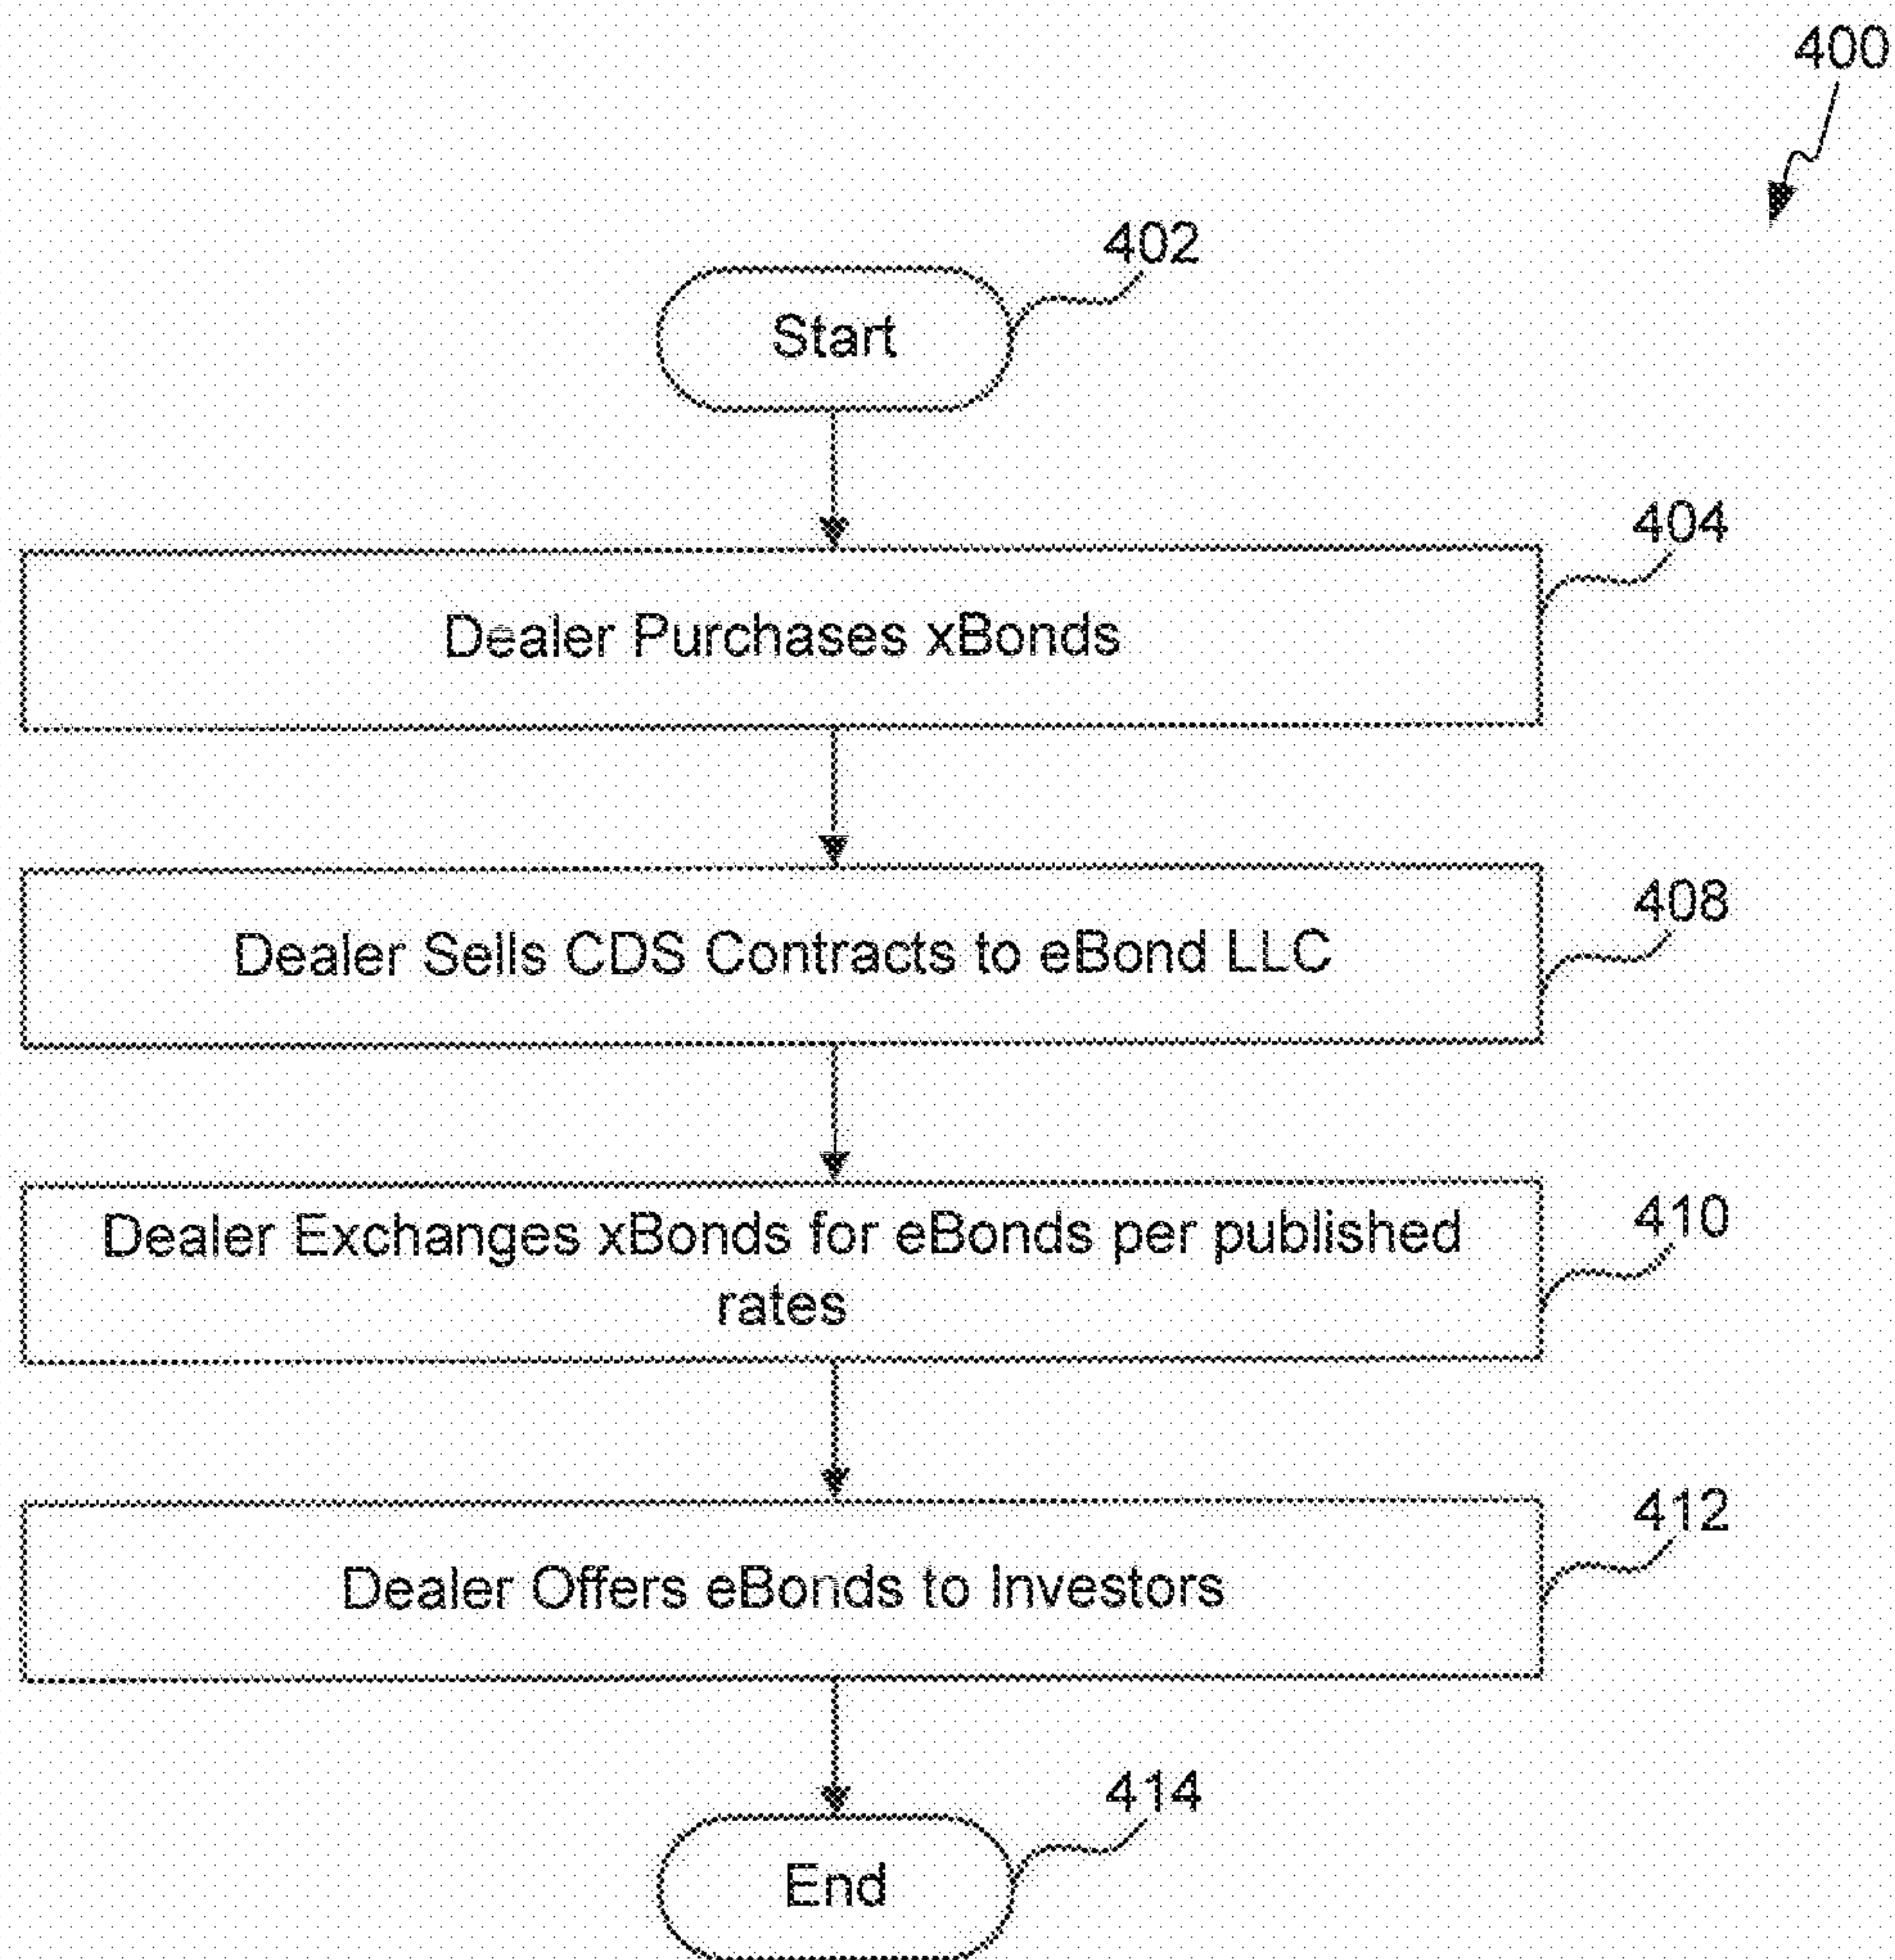 400
402
Start
404
Dealer Purchases xBonds
408
Dealer Sells CDS Contracts to eBond LLC
410
Dealer Exchanges xBonds for eBonds per published
rates
412
Dealer Offers eBonds to Investors
414
End